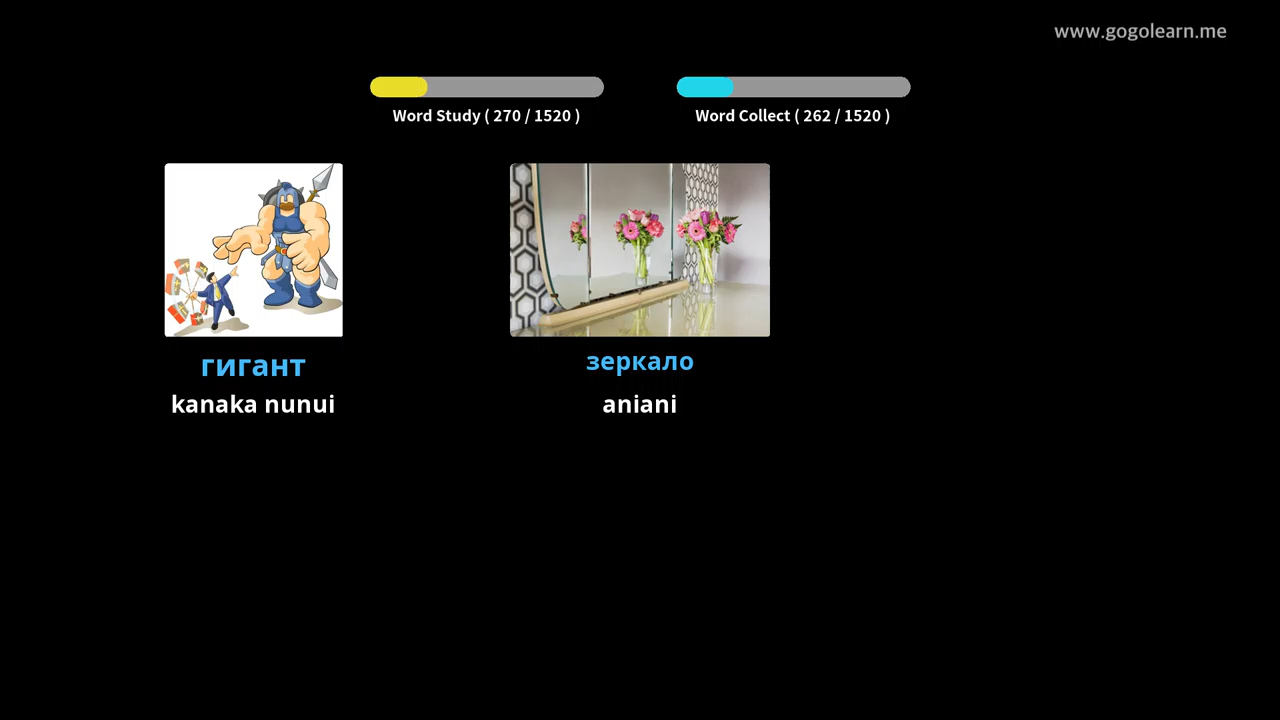 www.gogolearn.me
Word Study ( 270 / 1520 )
Word Collect ( 262 / 1520 )
гигант
kanaka nunui
зеркало
aniani